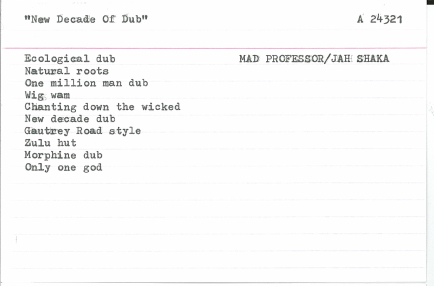 "New Decade Of Dub" A 24321
Ecological dub MAD PROFESSOR/JAH SHAKA
Natural roots
One million man dub
Wig wam
Chanting down the wicked
New decade dub
Gautrey Road style
Zulu hut
Morphine dub
Only one god